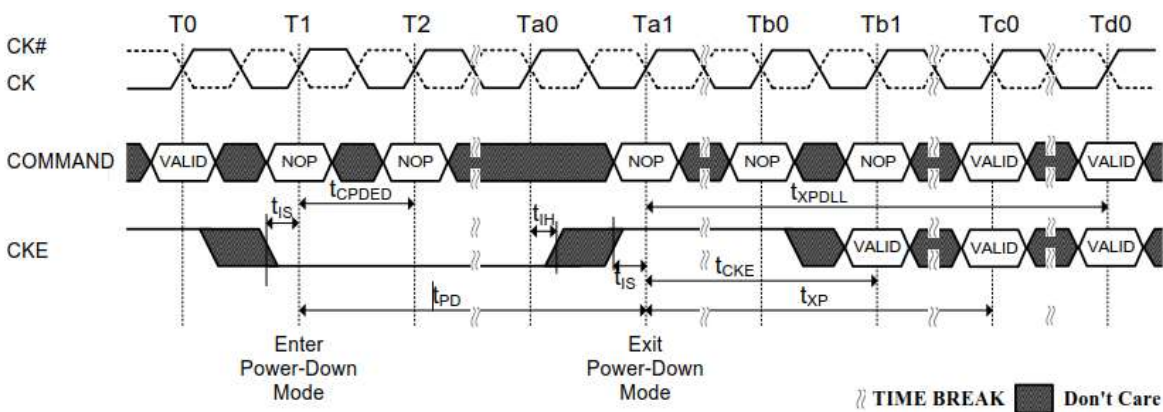 T0 T1 T2 Ta0 Ta1 Tb0 Tb1 Tc0 Td0
CK#
CK
COMMAND VALID NOP NOP NOP NOP NOP VALID VALID
tCPDED tXPDLL
tIS tIH
CKE VALID VALID VALID
tIS tCKE
tPD tXP
Enter
Power-Down
Mode
Exit
Power-Down
Mode
TIME BREAK Don't Care